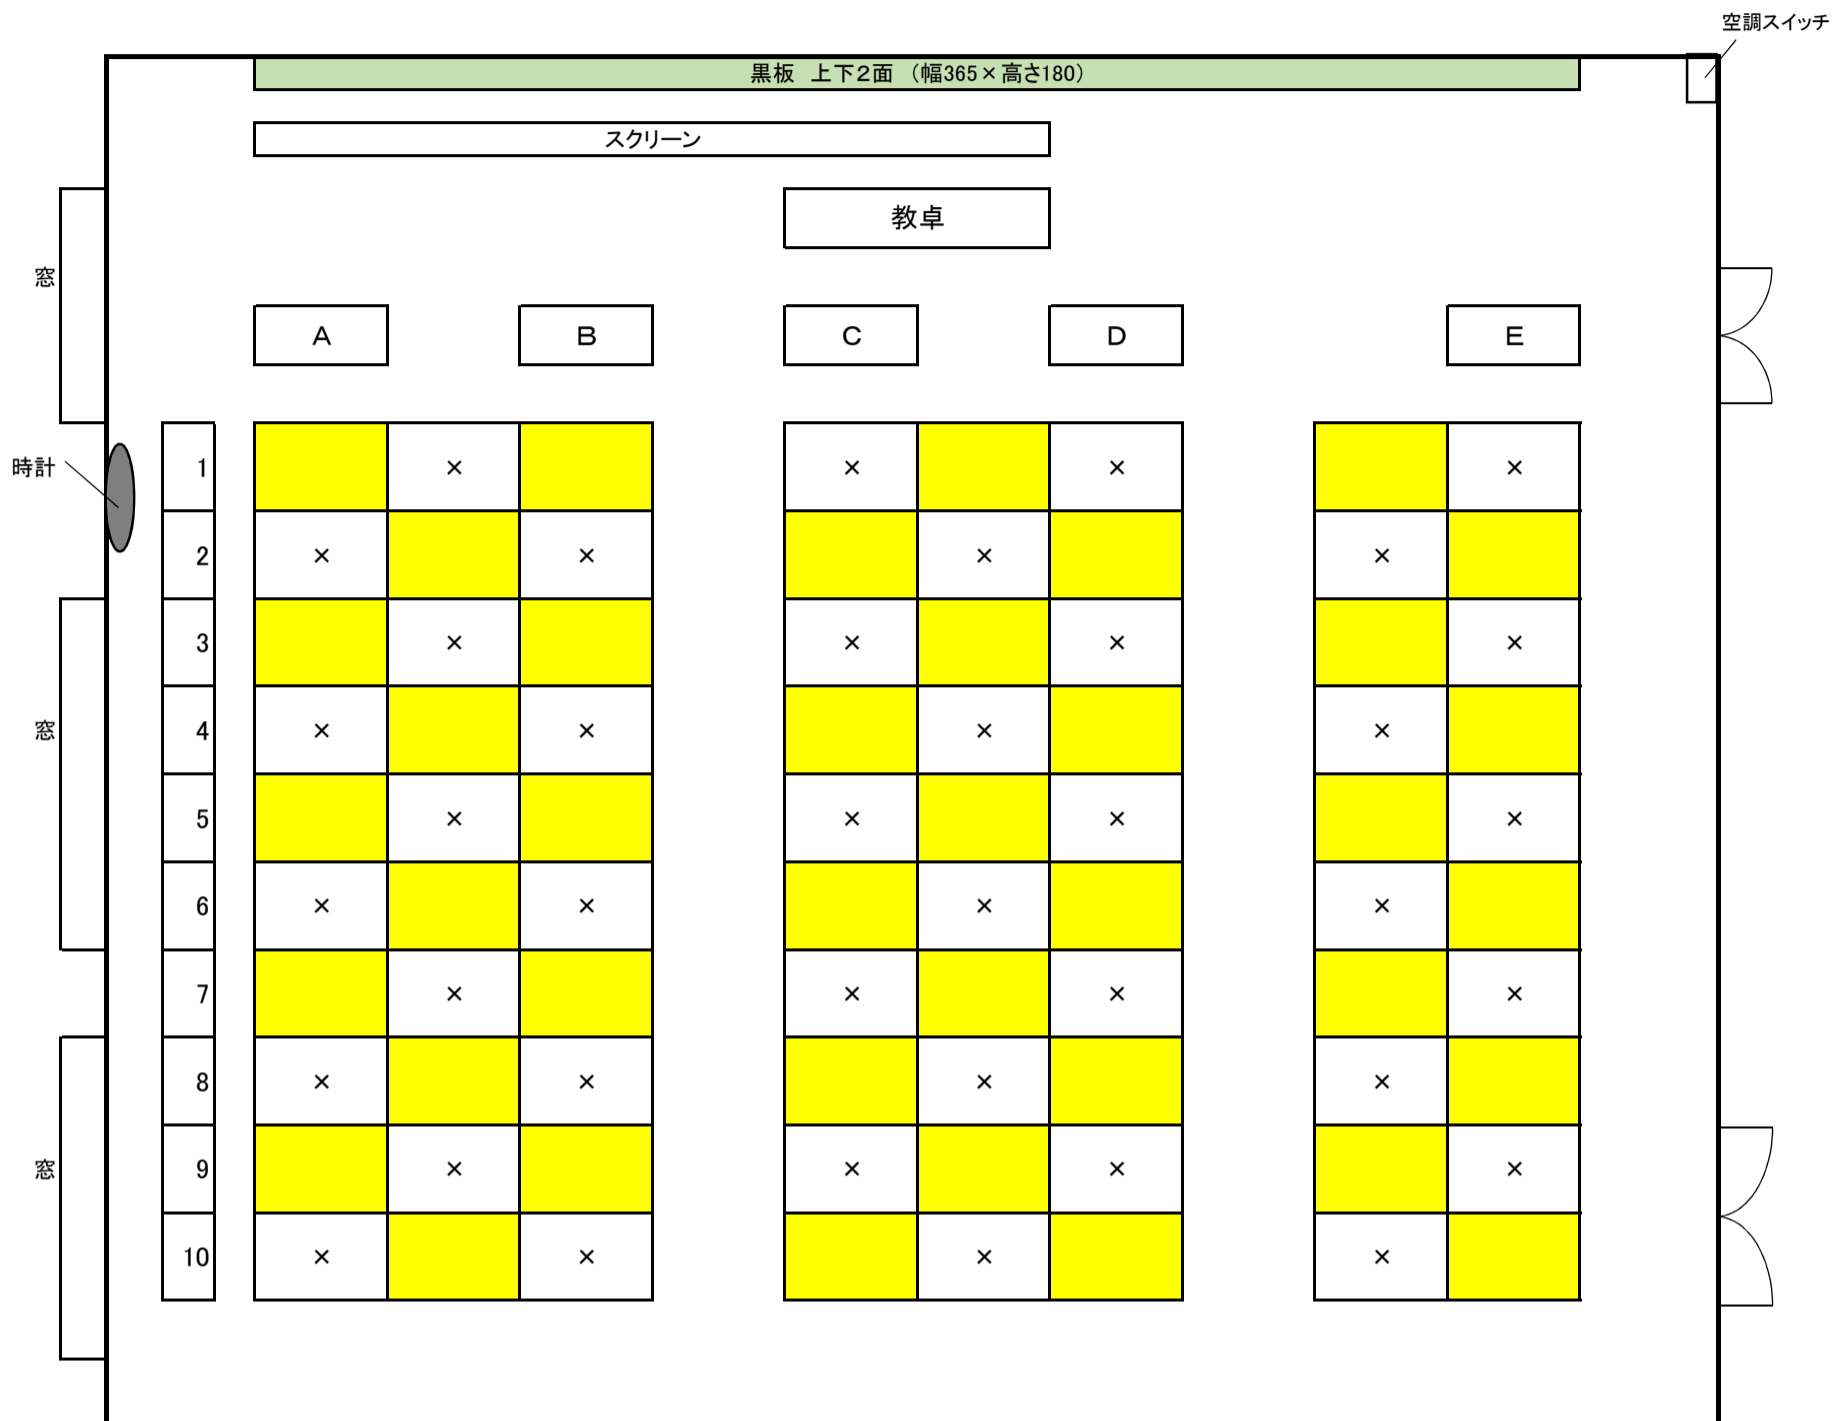 空調スイッチ
黒板 上下2面 (幅365×高さ180)
スクリーン
教卓
窓
A B C D E
時計
1 × × × ×
2 × × × ×
3 × × × ×
窓
4 × × × ×
5 × × × ×
6 × × × ×
7 × × × ×
8 × × × ×
窓
9 × × × ×
10 × × × ×